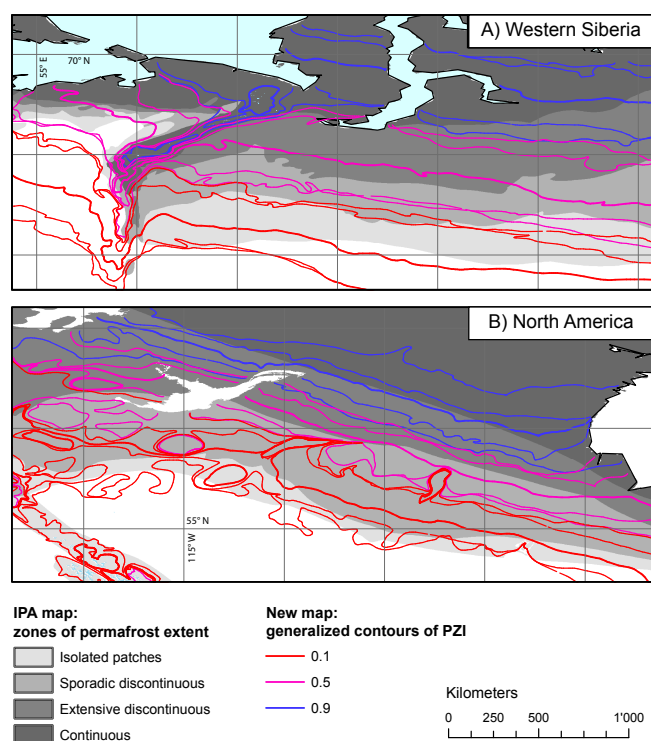 A) Western Siberia
55° E
70° N
B) North America
55° N
115° W
IPA map:
zones of permafrost extent
Isolated patches
Sporadic discontinuous
Extensive discontinuous
Continuous
New map:
generalized contours of PZI
0.1
0.5
0.9
Kilometers
0 250 500 1'000